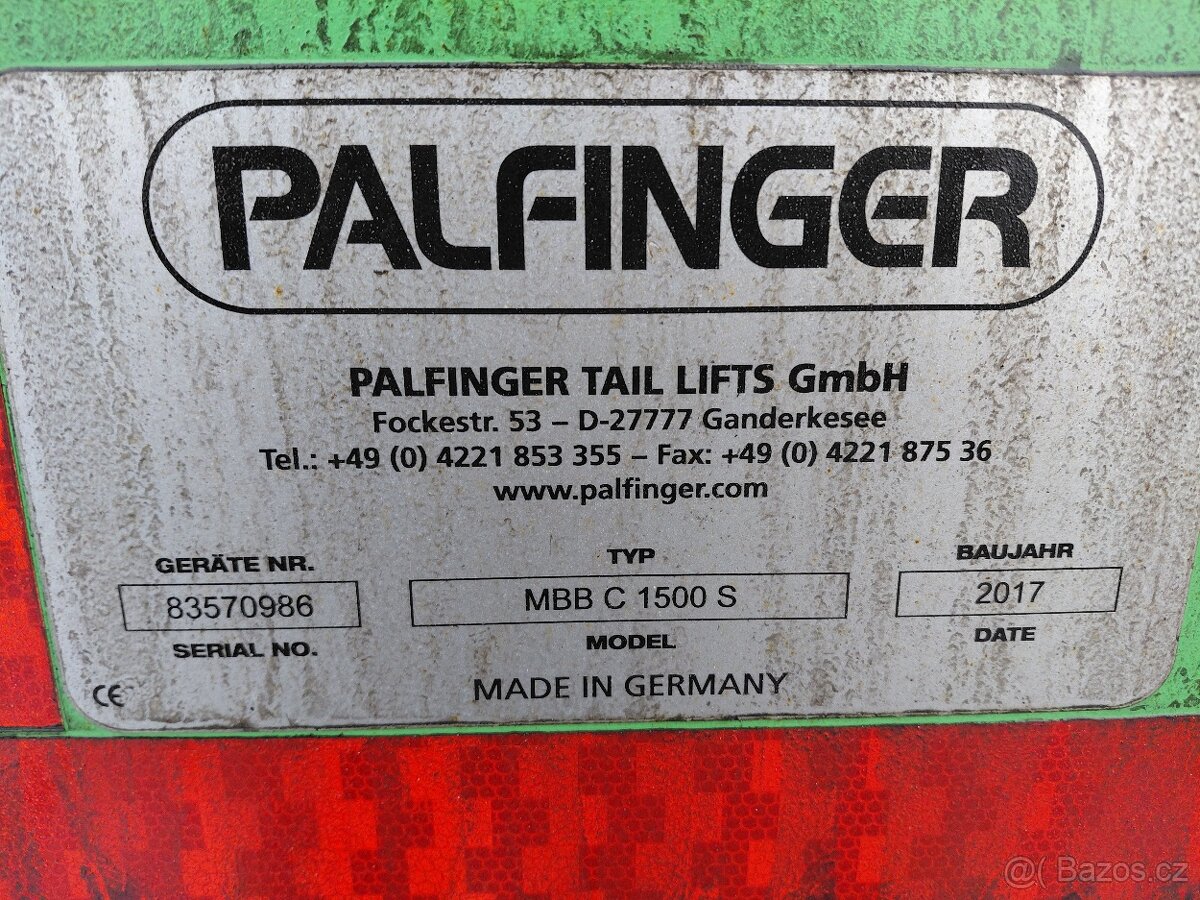 PALFINGER
PALFINGER TAIL LIFTS GmbH
Fockestr. 53 – D-27777 Ganderkesee
Tel.: +49 (0) 4221 853 355 – Fax: +49 (0) 4221 875 36
www.palfinger.com
GERÄTE NR. TYP BAUJAHR
83570986 MBB C 1500 S 2017
SERIAL NO. MODEL DATE
CE MADE IN GERMANY
@ Bazos.cz